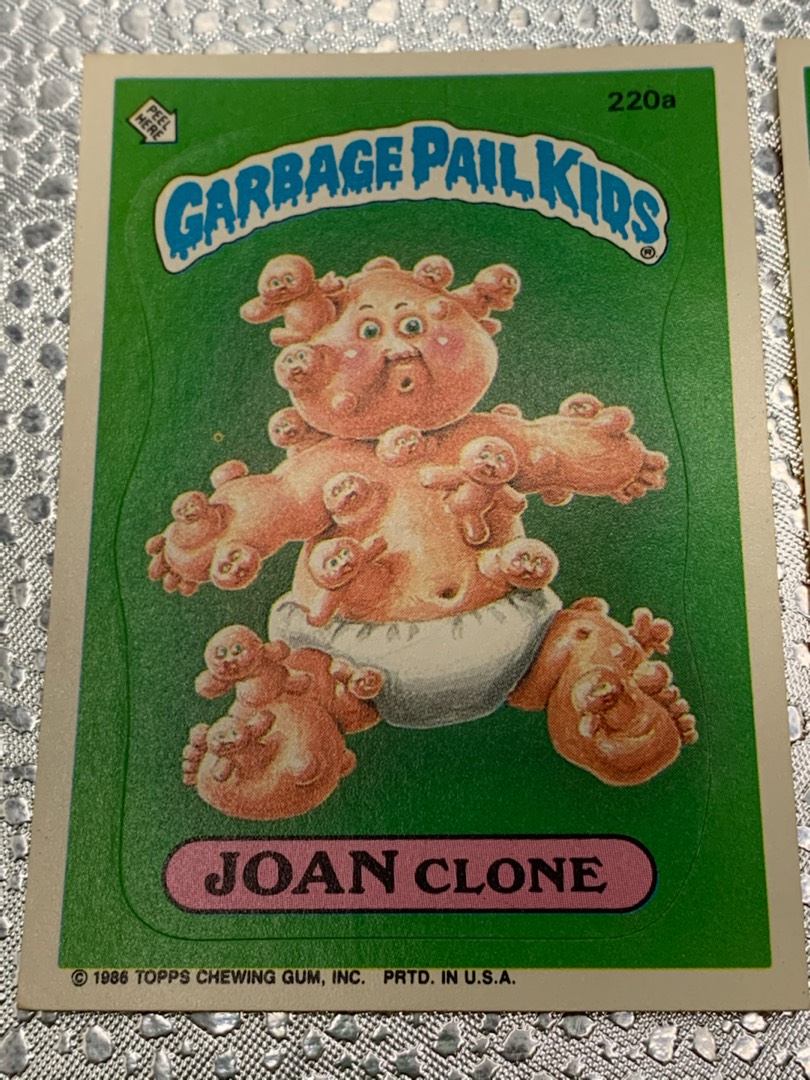 PEEL
HERE
220a
GARBAGE PAIL KIDS
®
JOAN CLONE
© 1986 TOPPS CHEWING GUM, INC. PRTD. IN U.S.A.